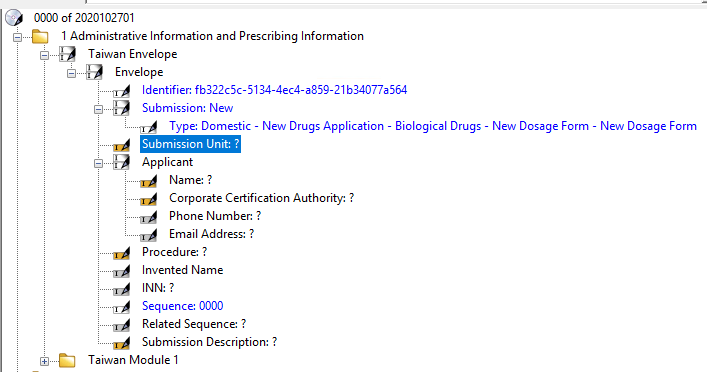 0000 of 2020102701
1 Administrative Information and Prescribing Information
Taiwan Envelope
Envelope
Identifier: fb322c5c-5134-4ec4-a859-21b34077a564
Submission: New
Type: Domestic - New Drugs Application - Biological Drugs - New Dosage Form - New Dosage Form
Submission Unit: ?
Applicant
Name: ?
Corporate Certification Authority: ?
Phone Number: ?
Email Address: ?
Procedure: ?
Invented Name
INN: ?
Sequence: 0000
Related Sequence: ?
Submission Description: ?
Taiwan Module 1